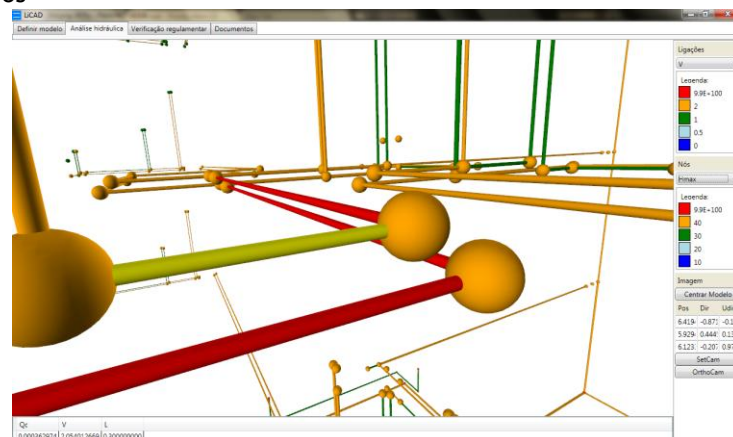 LiCAD
Definir modelo Análise hidráulica Verificação regulamentar Documentos
Ligações
V
Legenda:
9.9E+100
2
1
0.5
0
Nós
Hmax
Legenda:
9.9E+100
40
30
20
10
Imagem
Centrar Modelo
Pos Dir Udi
SetCam
OrthoCam
Qc V L